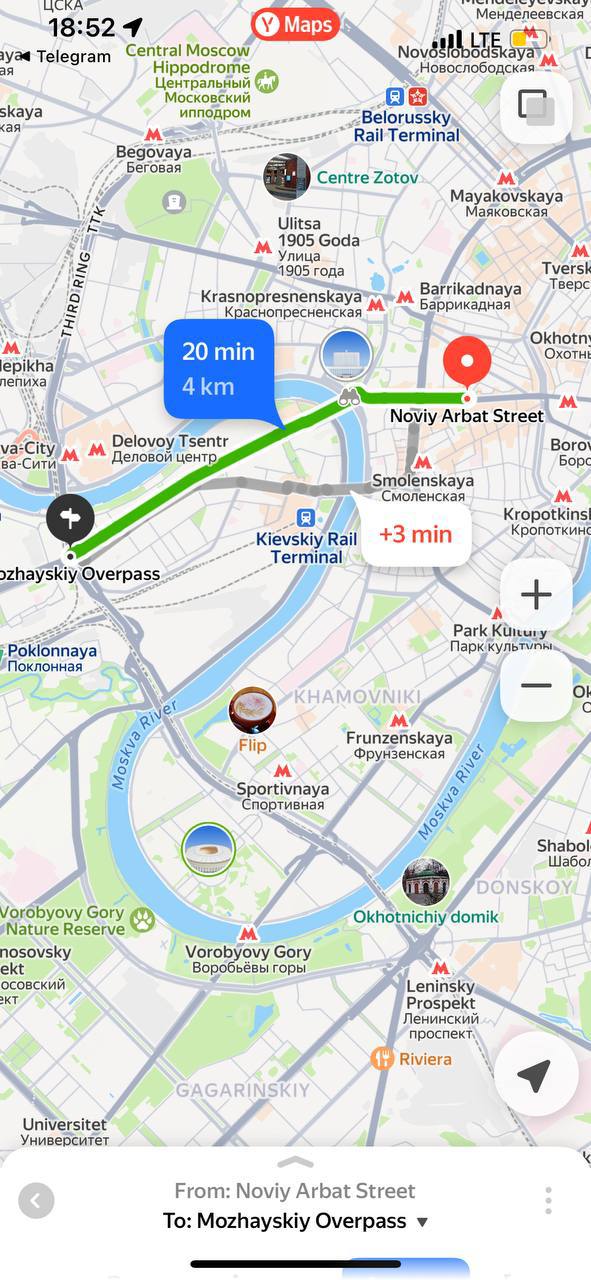 ЦСКА
18:52
Maps
Менделеевская
LTE
Telegram
Central Moscow
Hippodrome
Центральный
Московский
ипподром
Novoslobodskaya
Новослободская
Belorussky
Rail Terminal
Begovaya
Беговая
Centre Zotov
Mayakovskaya
Маяковская
THIRD RING TTK
Ulitsa
1905 Goda
Улица
1905 года
Tversk
Тверс
Krasnopresnenskaya
Краснопресненская
Barrikadnaya
Баррикадная
20 min
4 km
Okhotny
Охотны
lepikha
лепиха
Noviy Arbat Street
va-City
ва-Сити
Delovoy Tsentr
Деловой центр
Borov
Боро
Smolenskaya
Смоленская
Kropotkins
Кропоткинс
+3 min
Kievskiy Rail
Terminal
ozhayskiy Overpass
Park Kultury
Парк культуры
Poklonnaya
Поклонная
KHAMOVNIKI
Moskva River
Flip
Frunzenskaya
Фрунзенская
Sportivnaya
Спортивная
Moskva River
Shabol
Шабол
DONSKOY
Vorobyovy Gory
Nature Reserve
Okhotnichiy domik
nosovsky
ekt
осовский
ект
Vorobyovy Gory
Воробьёвы горы
Leninsky
Prospekt
Ленинский
проспект
Riviera
GAGARINSKIY
Universitet
Университет
From: Noviy Arbat Street
To: Mozhayskiy Overpass